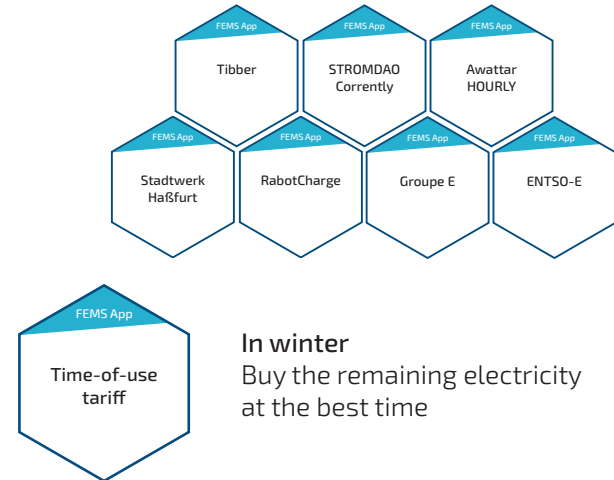 FEMS App
Tibber
FEMS App
STROMDAO
Correntely
FEMS App
Awattar
HOURLY
FEMS App
Stadtwerk
Haßfurt
FEMS App
RabotCharge
FEMS App
Groupe E
FEMS App
ENTSO-E
FEMS App
Time-of-use
tariff
In winter
Buy the remaining electricity
at the best time